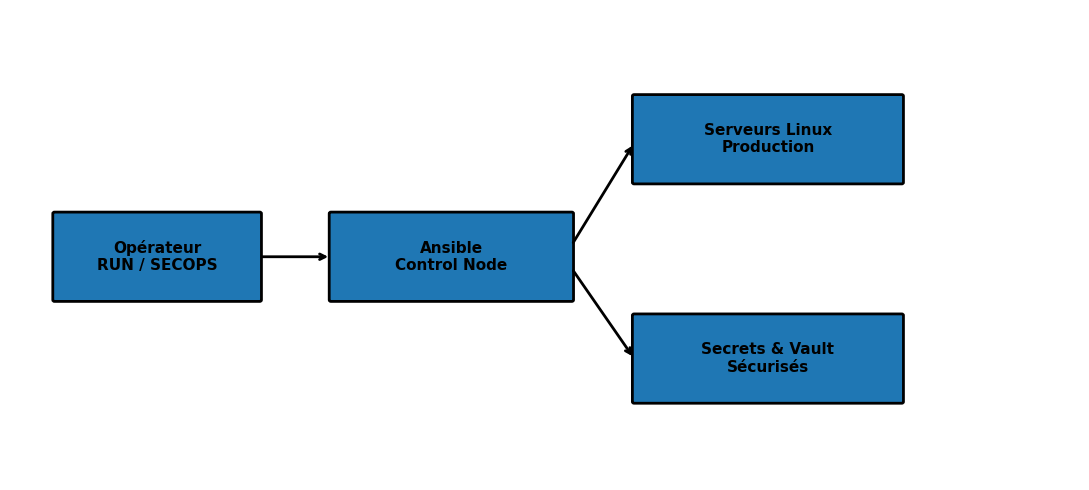 Opérateur
RUN / SECOPS
Ansible
Control Node
Serveurs Linux
Production
Secrets & Vault
Sécurisés